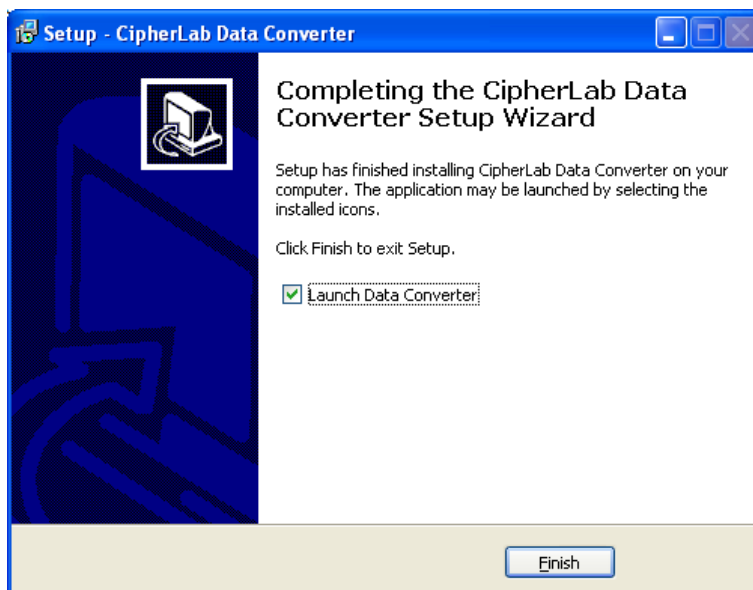 Setup - CipherLab Data Converter
Completing the CipherLab Data
Converter Setup Wizard
Setup has finished installing CipherLab Data Converter on your
computer. The application may be launched by selecting the
installed icons.
Click Finish to exit Setup.
Launch Data Converter
Finish